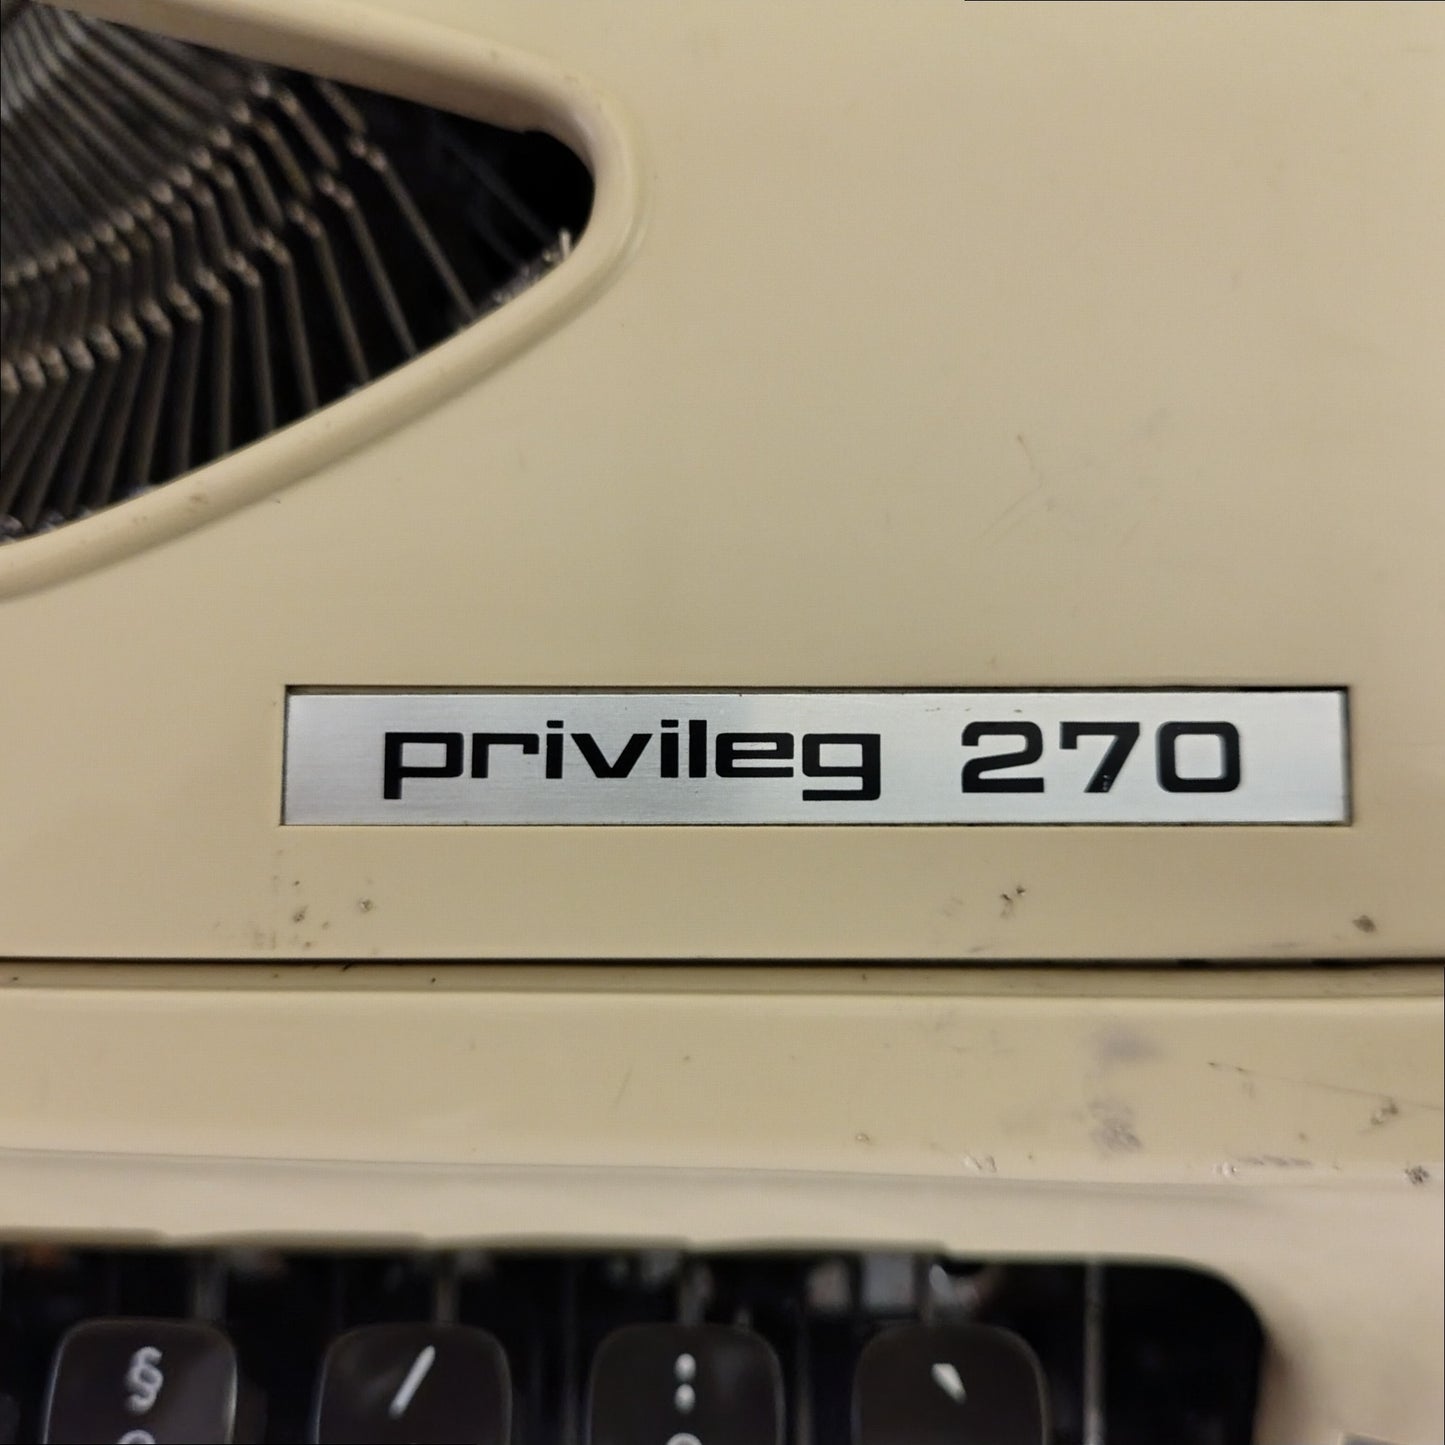 privileg 270
§ / : `